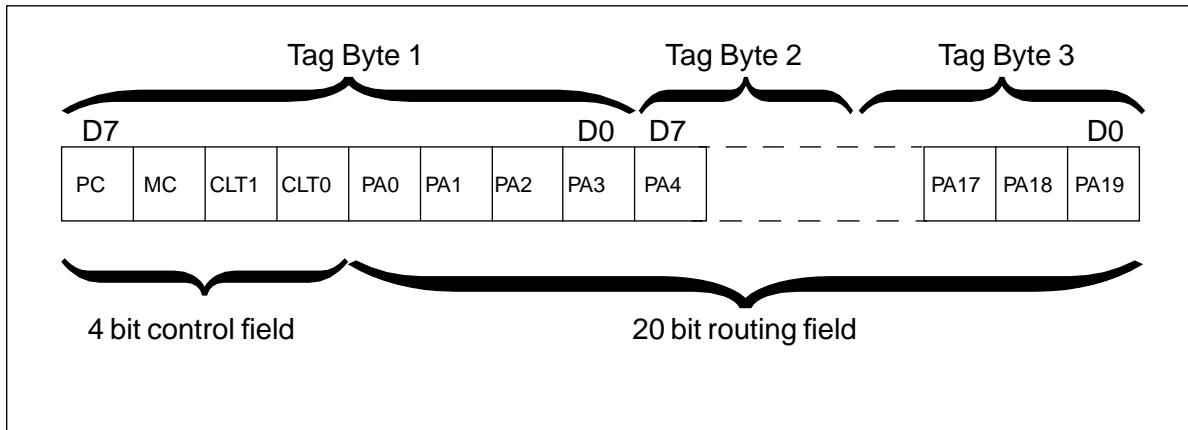 Tag Byte 1 Tag Byte 2 Tag Byte 3
D7 D0 D7 D0
PC MC CLT1 CLT0 PA0 PA1 PA2 PA3 PA4 PA17 PA18 PA19
4 bit control field 20 bit routing field